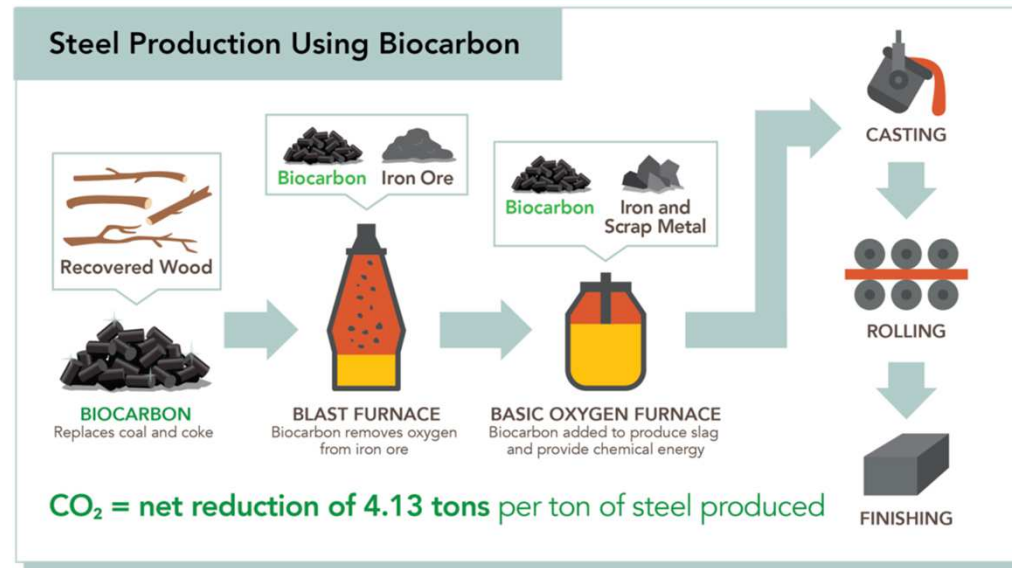 Steel Production Using Biocarbon
Recovered Wood
BIOCARBON
Replaces coal and coke
Biocarbon
Iron Ore
BLAST FURNACE
Biocarbon removes oxygen
from iron ore
Biocarbon
Iron and
Scrap Metal
BASIC OXYGEN FURNACE
Biocarbon added to produce slag
and provide chemical energy
CASTING
ROLLING
FINISHING
CO₂ = net reduction of 4.13 tons per ton of steel produced